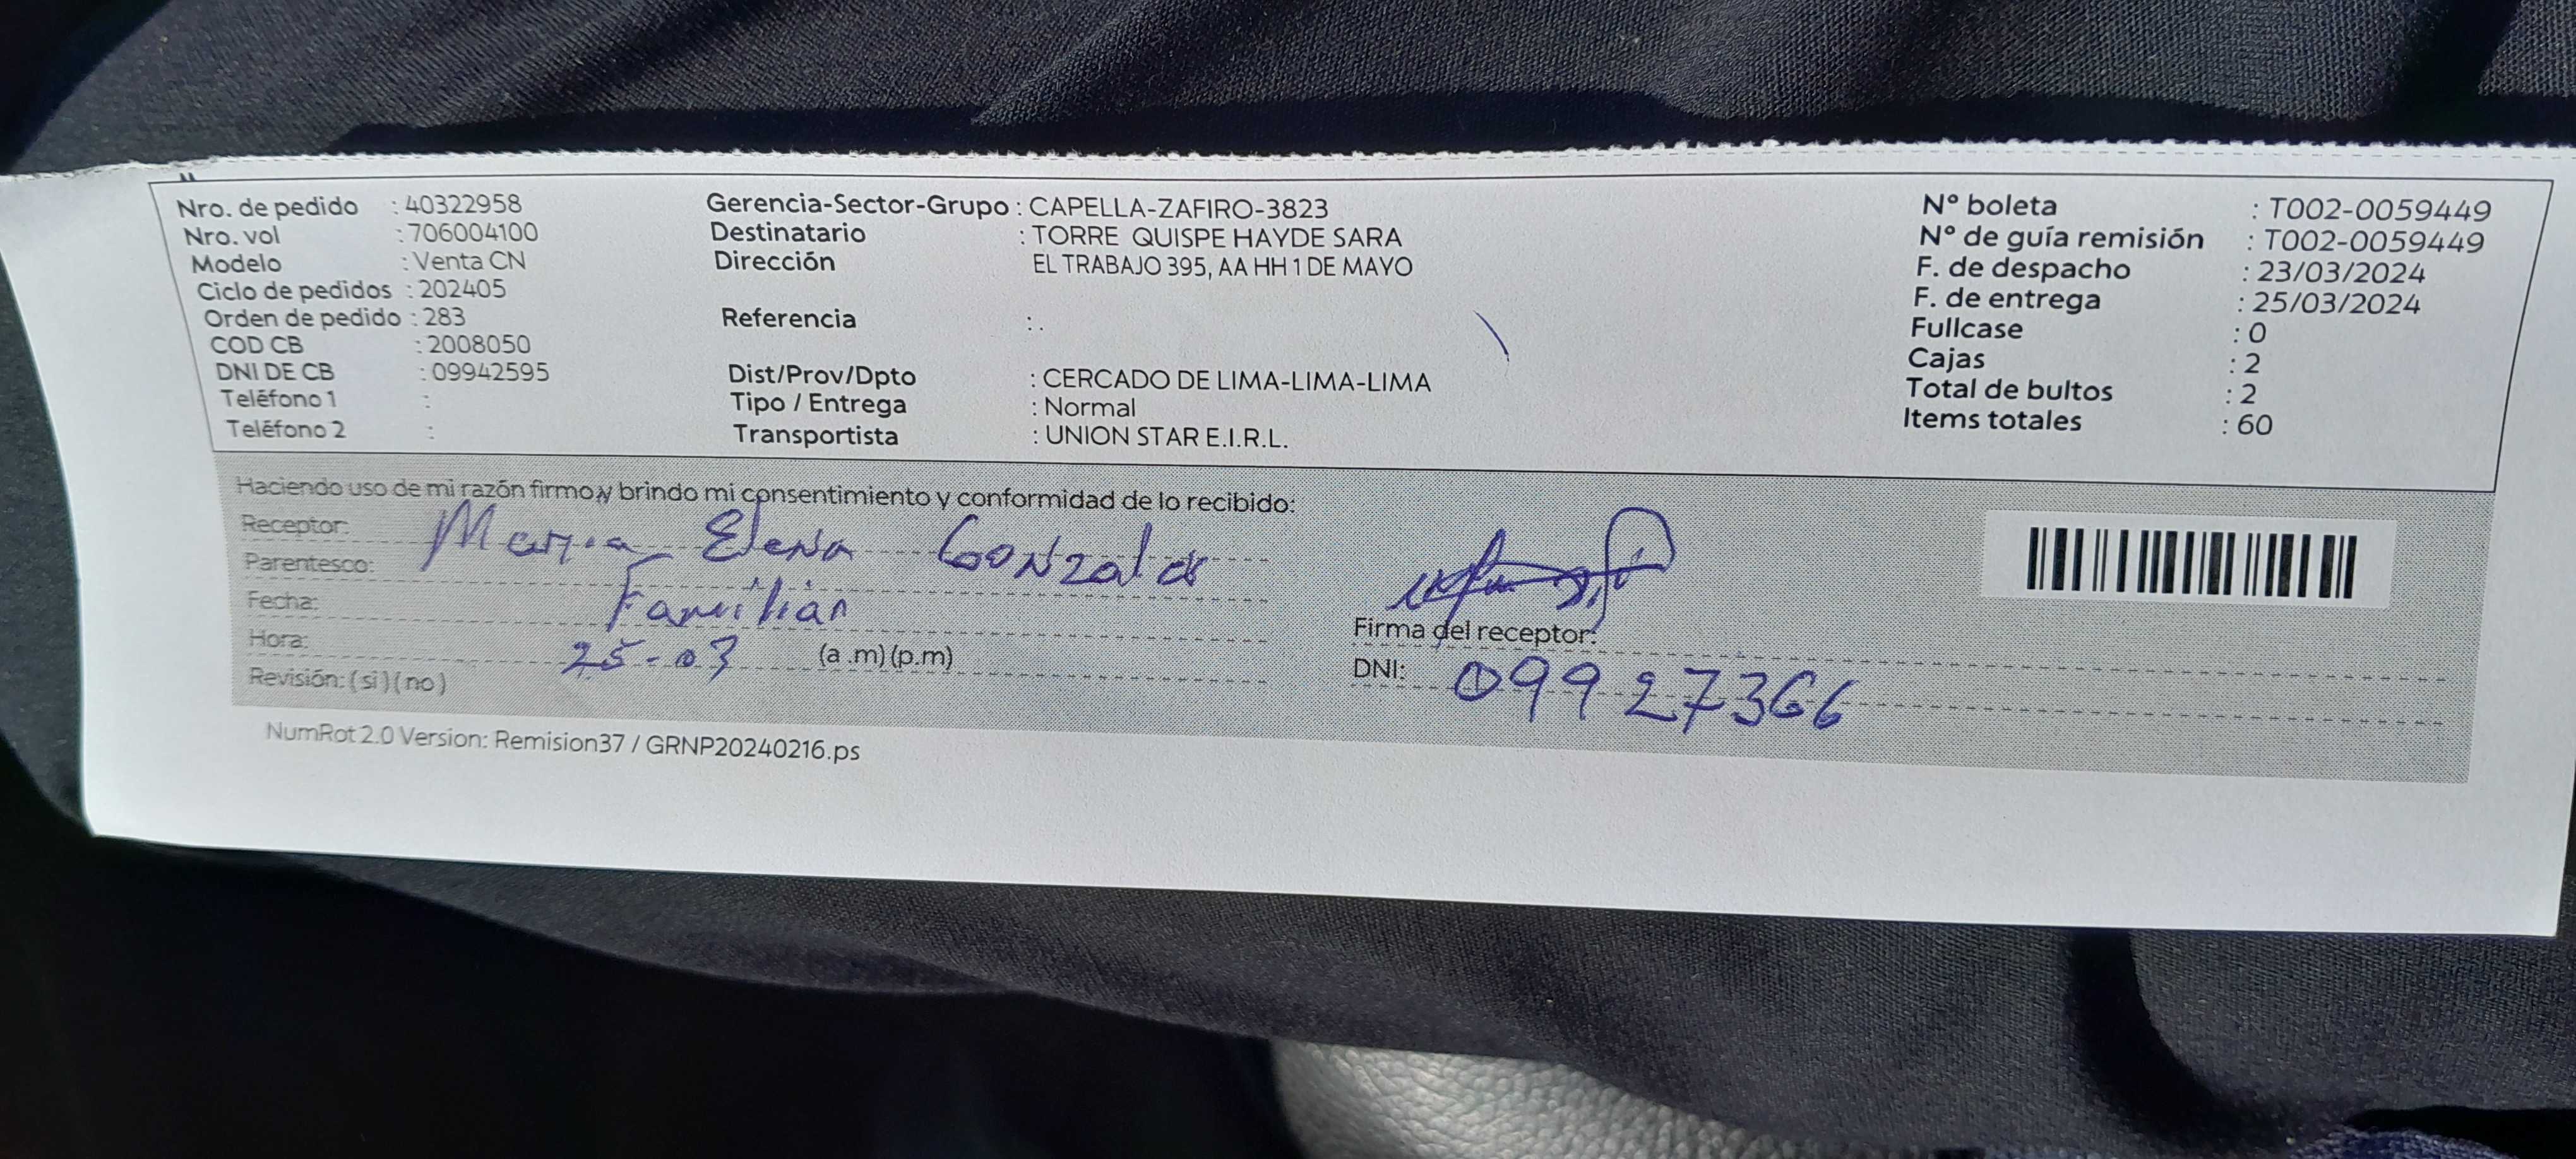 Nro. de pedido : 40322958
Nro. vol : 706004100
Modelo : Venta CN
Ciclo de pedidos : 202405
Orden de pedido : 283
COD CB : 2008050
DNI DE CB : 09942595
Teléfono 1 :
Teléfono 2 :
Gerencia-Sector-Grupo : CAPELLA-ZAFIRO-3823
Destinatario : TORRE QUISPE HAYDE SARA
Dirección EL TRABAJO 395, AA HH 1 DE MAYO
Referencia : .
Dist/Prov/Dpto : CERCADO DE LIMA-LIMA-LIMA
Tipo / Entrega : Normal
Transportista : UNION STAR E.I.R.L.
N° boleta : T002-0059449
N° de guía remisión : T002-0059449
F. de despacho : 23/03/2024
F. de entrega : 25/03/2024
Fullcase : 0
Cajas : 2
Total de bultos : 2
Items totales : 60
Haciendo uso de mi razón firmo y brindo mi consentimiento y conformidad de lo recibido:
Receptor: Maria Elena Gonzales
Parentesco: Familiar
Fecha: 25-03
Hora: (a .m) (p.m)
Revisión: ( si ) ( no )
Firma del receptor:
DNI: 09927366
NumRot 2.0 Version: Remision37 / GRNP20240216.ps